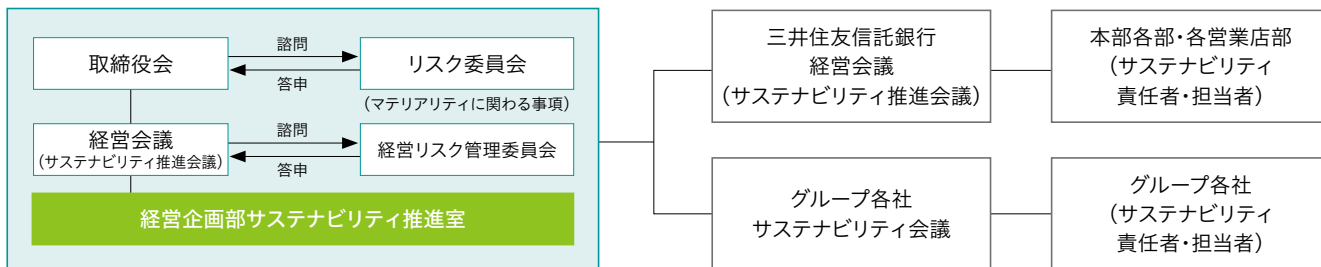 取締役会
諮問
答申
リスク委員会
(マテリアリティに関わる事項)
経営会議
(サステナビリティ推進会議)
諮問
答申
経営リスク管理委員会
経営企画部サステナビリティ推進室
三井住友信託銀行
経営会議
(サステナビリティ推進会議)
本部各部・各営業店部
(サステナビリティ
責任者・担当者)
グループ各社
サステナビリティ会議
グループ各社
(サステナビリティ
責任者・担当者)